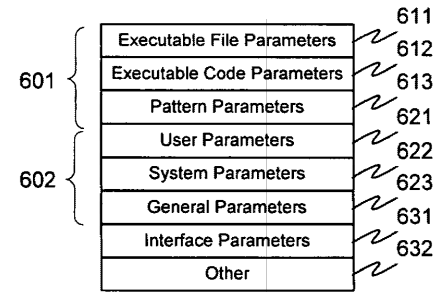 Executable File Parameters 611
Executable Code Parameters 612
601
Pattern Parameters 613
User Parameters 621
602
System Parameters 622
General Parameters 623
Interface Parameters 631
Other 632